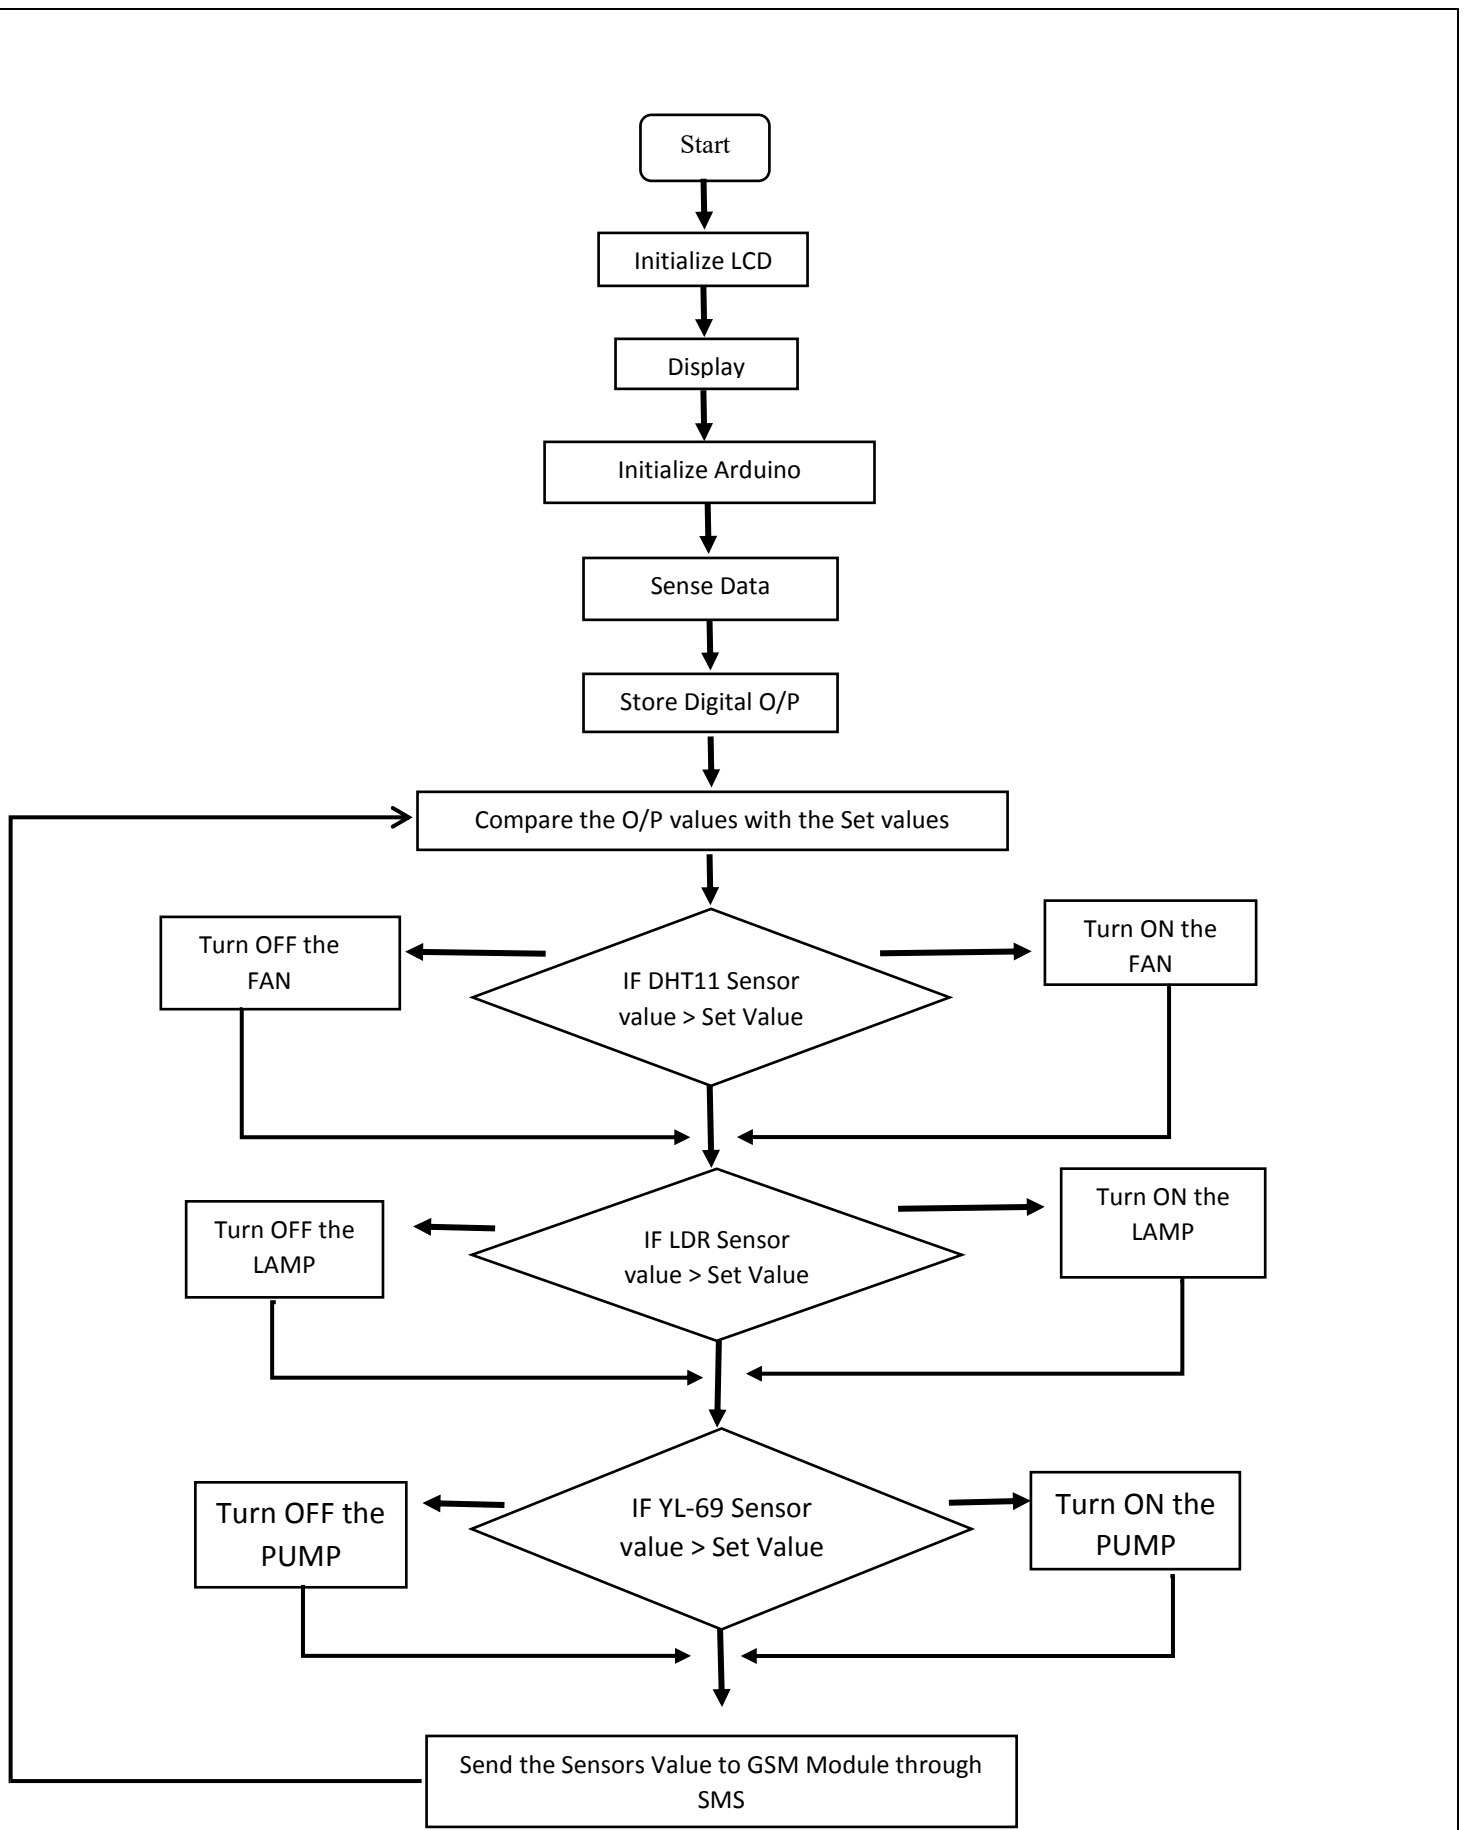 Start
Initialize LCD
Display
Initialize Arduino
Sense Data
Store Digital O/P
Compare the O/P values with the Set values
Turn OFF the
FAN
IF DHT11 Sensor
value > Set Value
Turn ON the
FAN
Turn OFF the
LAMP
IF LDR Sensor
value > Set Value
Turn ON the
LAMP
Turn OFF the
PUMP
IF YL-69 Sensor
value > Set Value
Turn ON the
PUMP
Send the Sensors Value to GSM Module through
SMS